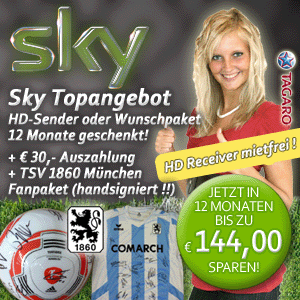 sky
Sky Topangebot
HD-Sender oder Wunschpaket
12 Monate geschenkt!
+ € 30,- Auszahlung
+ TSV 1860 München
Fanpaket (handsigniert !!)
TAGARO
HD Receiver mietfrei !
1860
COMARCH
JETZT IN
12 MONATEN
BIS ZU
€ 144,00
SPAREN!